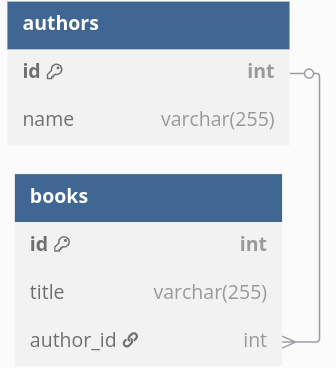 authors
id int
name varchar(255)
books
id int
title varchar(255)
author_id int